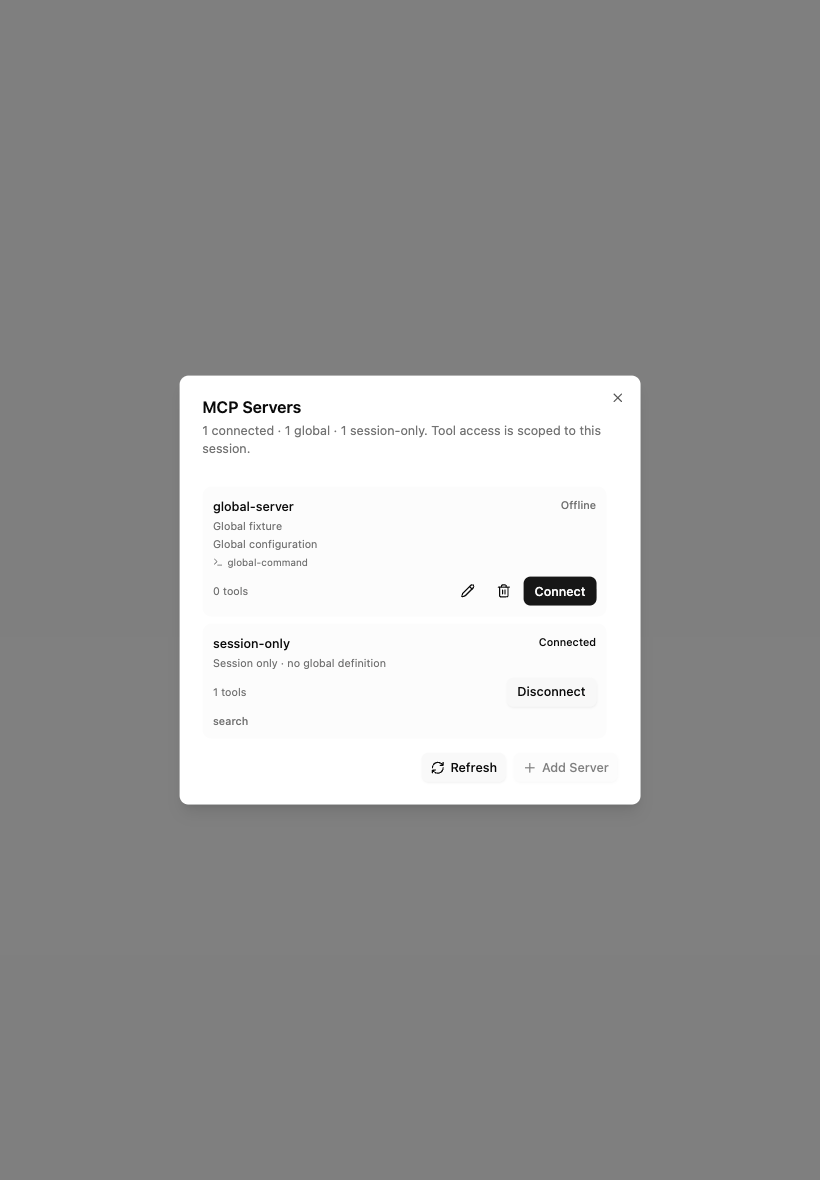 MCP Servers
1 connected · 1 global · 1 session-only. Tool access is scoped to this
session.
global-server
Offline
Global fixture
Global configuration
global-command
0 tools
Connect
session-only
Connected
Session only · no global definition
1 tools
Disconnect
search
Refresh
Add Server